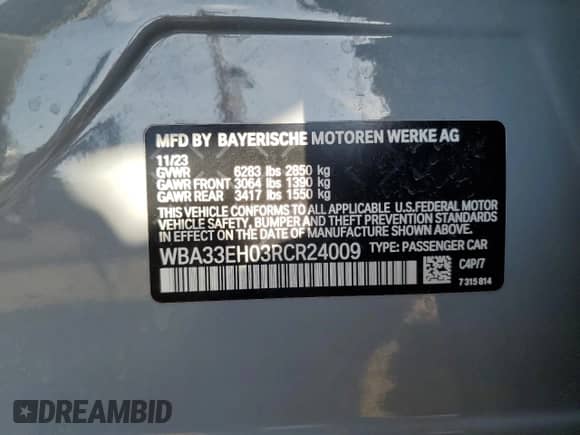 MFD BY BAYERISCHE MOTOREN WERKE AG
11/23
GVWR 6283 lbs 2850 kg
GAWR FRONT 3064 lbs 1390 kg
GAWR REAR 3417 lbs 1550 kg
THIS VEHICLE CONFORMS TO ALL APPLICABLE U.S.FEDERAL MOTOR
VEHICLE SAFETY, BUMPER AND THEFT PREVENTION STANDARDS
IN EFFECT ON THE DATE OF MANUFACTURE SHOWN ABOVE.
WBA33EH03RCR24009 TYPE: PASSENGER CAR
C4P/7
7 315 814
DREAMBID